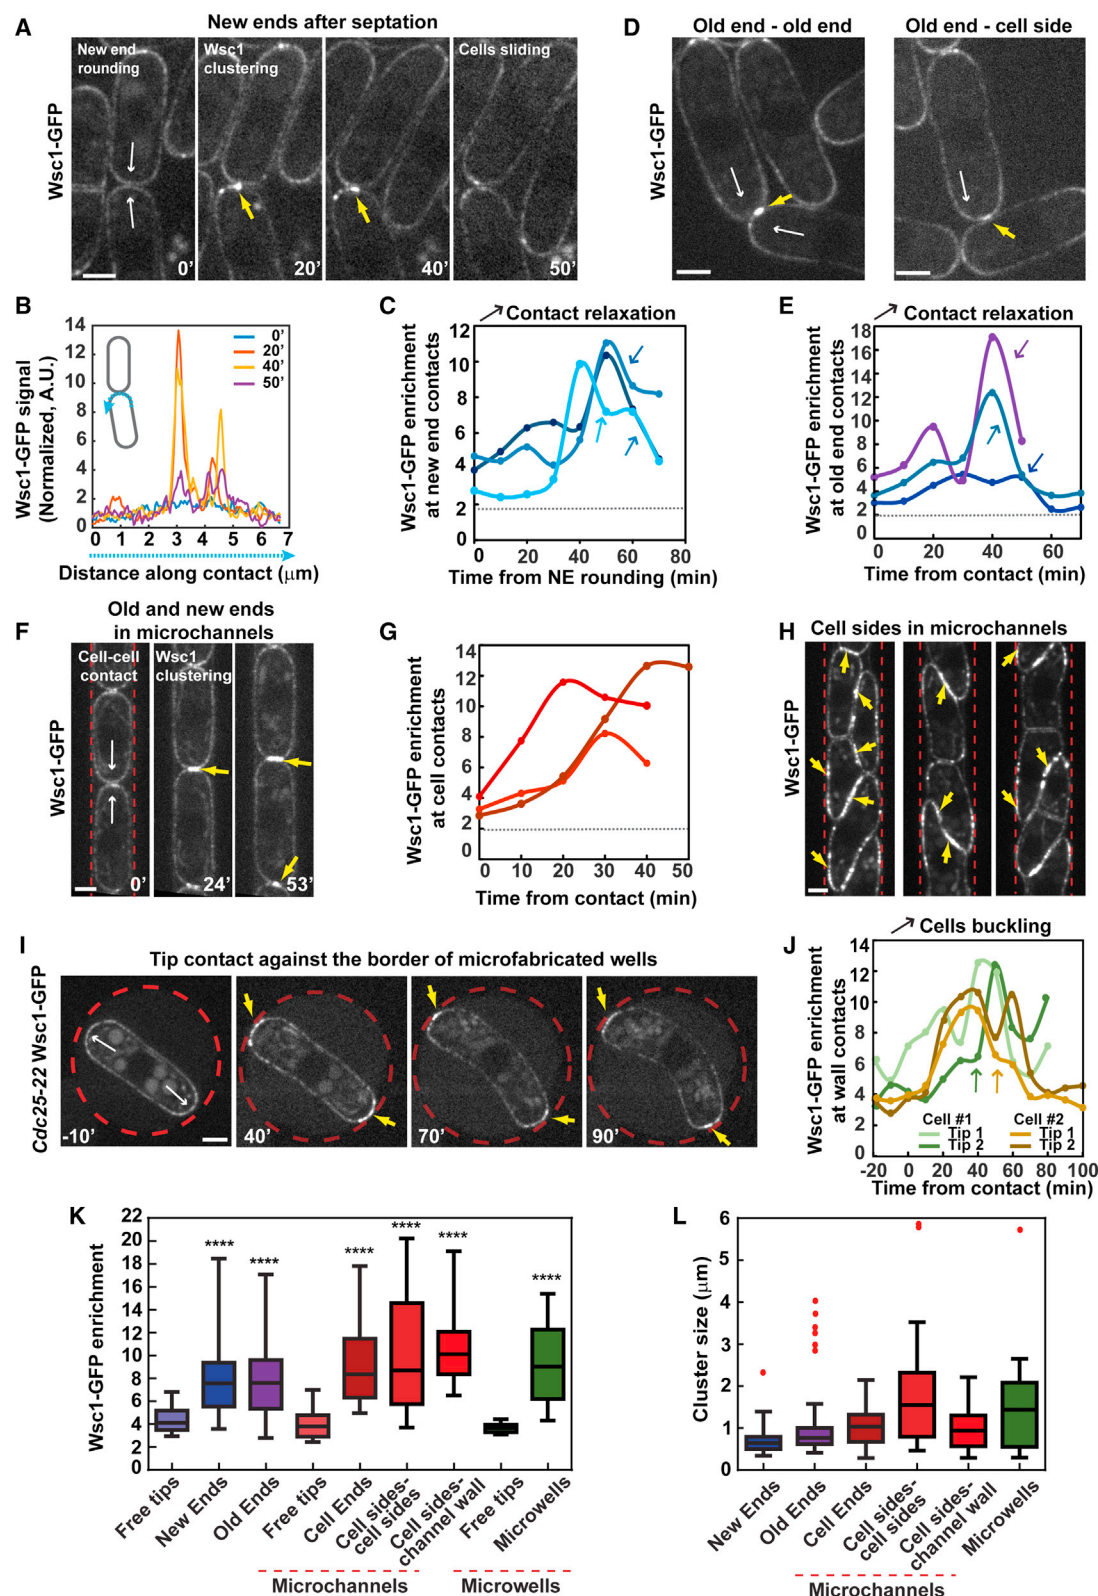 A New ends after septation
Wsc1-GFP
New end
rounding
0'
Wsc1
clustering
20'
40'
Cells sliding
50'
D Old end - old end
Old end - cell side
Wsc1-GFP
B
Wsc1-GFP signal
(Normalized, A.U.)
14
12
10
8
6
4
2
0
0'
20'
40'
50'
0 1 2 3 4 5 6 7
Distance along contact (μm)
C Contact relaxation
Wsc1-GFP enrichment
at new end contacts
12
10
8
6
4
2
0
0 20 40 60 80
Time from NE rounding (min)
E Contact relaxation
Wsc1-GFP enrichment
at old end contacts
18
16
14
12
10
8
6
4
2
0
0 20 40 60
Time from contact (min)
F Old and new ends
in microchannels
Wsc1-GFP
Cell-cell
contact
0'
Wsc1
clustering
24'
53'
G
Wsc1-GFP enrichment
at cell contacts
14
12
10
8
6
4
2
0
0 10 20 30 40 50
Time from contact (min)
H Cell sides in microchannels
Wsc1-GFP
I Tip contact against the border of microfabricated wells
Cdc25-22 Wsc1-GFP
-10'
40'
70'
90'
J Cells buckling
Wsc1-GFP enrichment
at wall contacts
14
12
10
8
6
4
2
0
Cell #1 Cell #2
Tip 1 Tip 1
Tip 2 Tip 2
-20 0 20 40 60 80 100
Time from contact (min)
K
Wsc1-GFP enrichment
22
20
18
16
14
12
10
8
6
4
2
0
**** **** **** **** **** ****
Free tips
New Ends
Old Ends
Free tips
Cell Ends
Cell sides-
cell sides
Cell sides-
channel wall
Free tips
Microwells
Microchannels
Microwells
L
Cluster size (μm)
6
5
4
3
2
1
0
New Ends
Old Ends
Cell Ends
Cell sides-
cell sides
Cell sides-
channel wall
Microwells
Microchannels